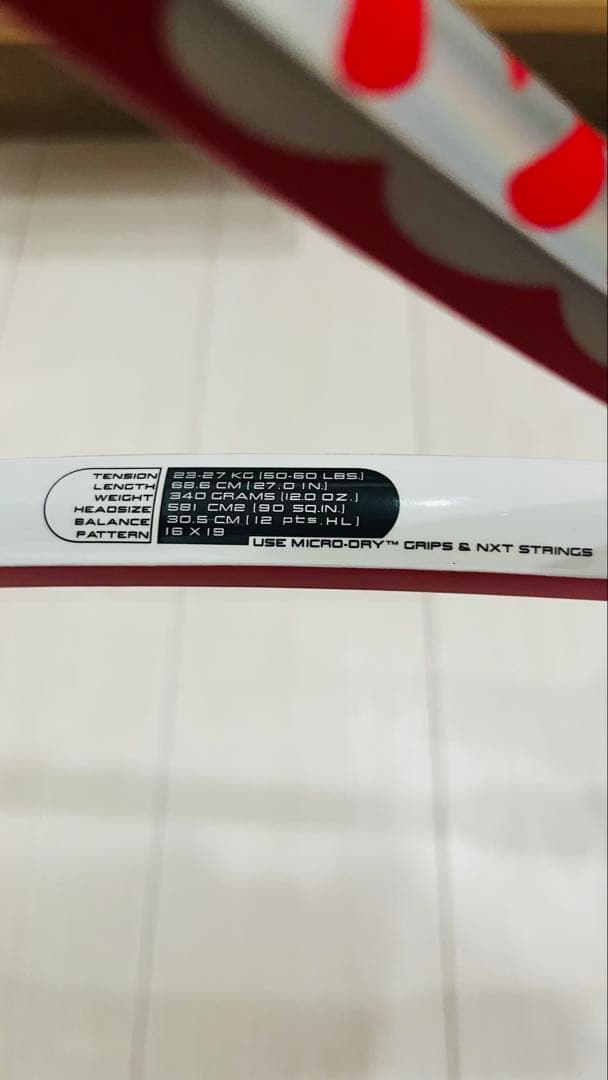 TENSION 23-27 KG [50-60 LBS.]
LENGTH 68.6 CM [27.0 IN.]
WEIGHT 340 GRAMS [12.0 OZ.]
HEADSIZE 581 CM2 [90 SQ.IN.]
BALANCE 30.5 CM [12 pts.HL]
PATTERN 16 X 19
USE MICRO-DRY™ GRIPS & NXT STRINGS